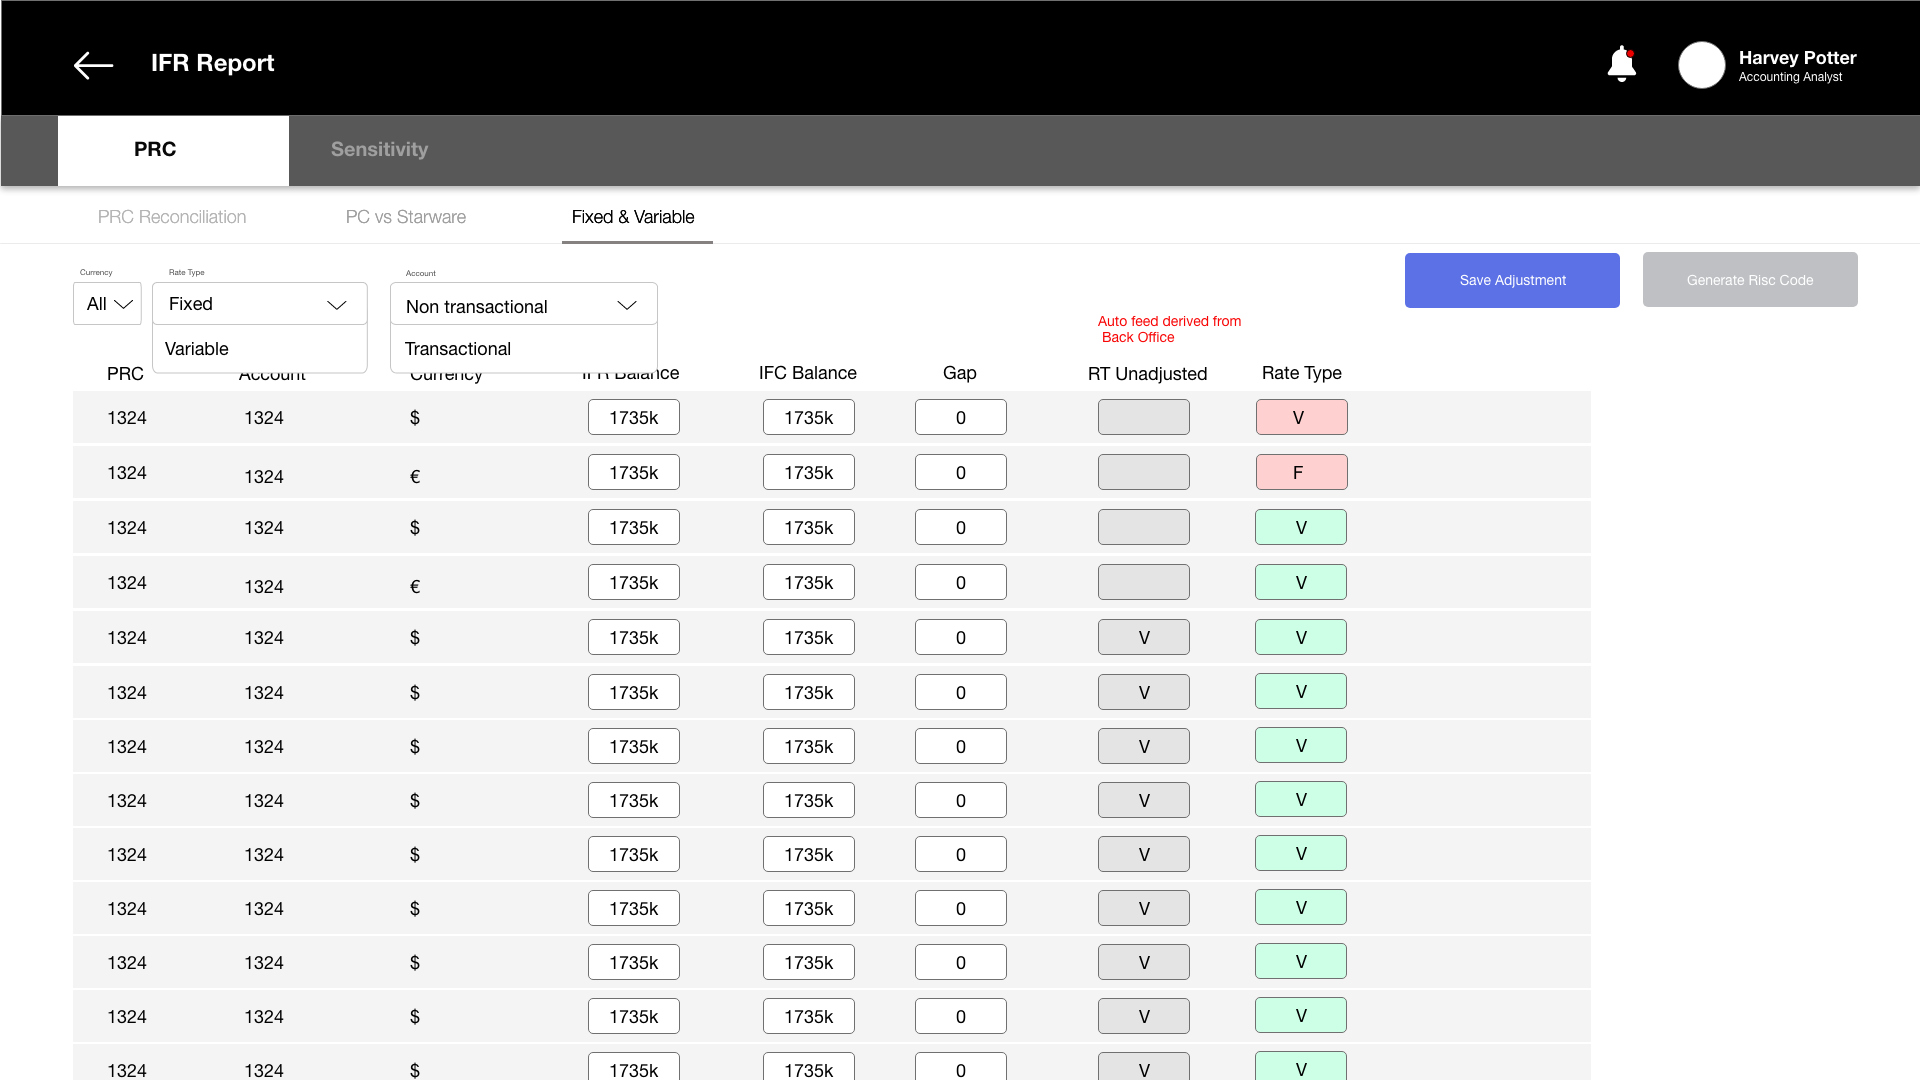 IFR Report
Harvey Potter
Accounting Analyst
PRC
Sensitivity
PRC Reconciliation
PC vs Starware
Fixed & Variable
Currency
Rate Type
Account
All
Fixed
Non transactional
Variable
Transactional
Save Adjustment
Generate Risc Code
Auto feed derived from
Back Office
PRC Account Currency IFR Balance IFC Balance Gap RT Unadjusted Rate Type
1324 1324 $ 1735k 1735k 0 V
1324 1324 € 1735k 1735k 0 F
1324 1324 $ 1735k 1735k 0 V
1324 1324 € 1735k 1735k 0 V
1324 1324 $ 1735k 1735k 0 V V
1324 1324 $ 1735k 1735k 0 V V
1324 1324 $ 1735k 1735k 0 V V
1324 1324 $ 1735k 1735k 0 V V
1324 1324 $ 1735k 1735k 0 V V
1324 1324 $ 1735k 1735k 0 V V
1324 1324 $ 1735k 1735k 0 V V
1324 1324 $ 1735k 1735k 0 V V
1324 1324 $ 1735k 1735k 0 V V